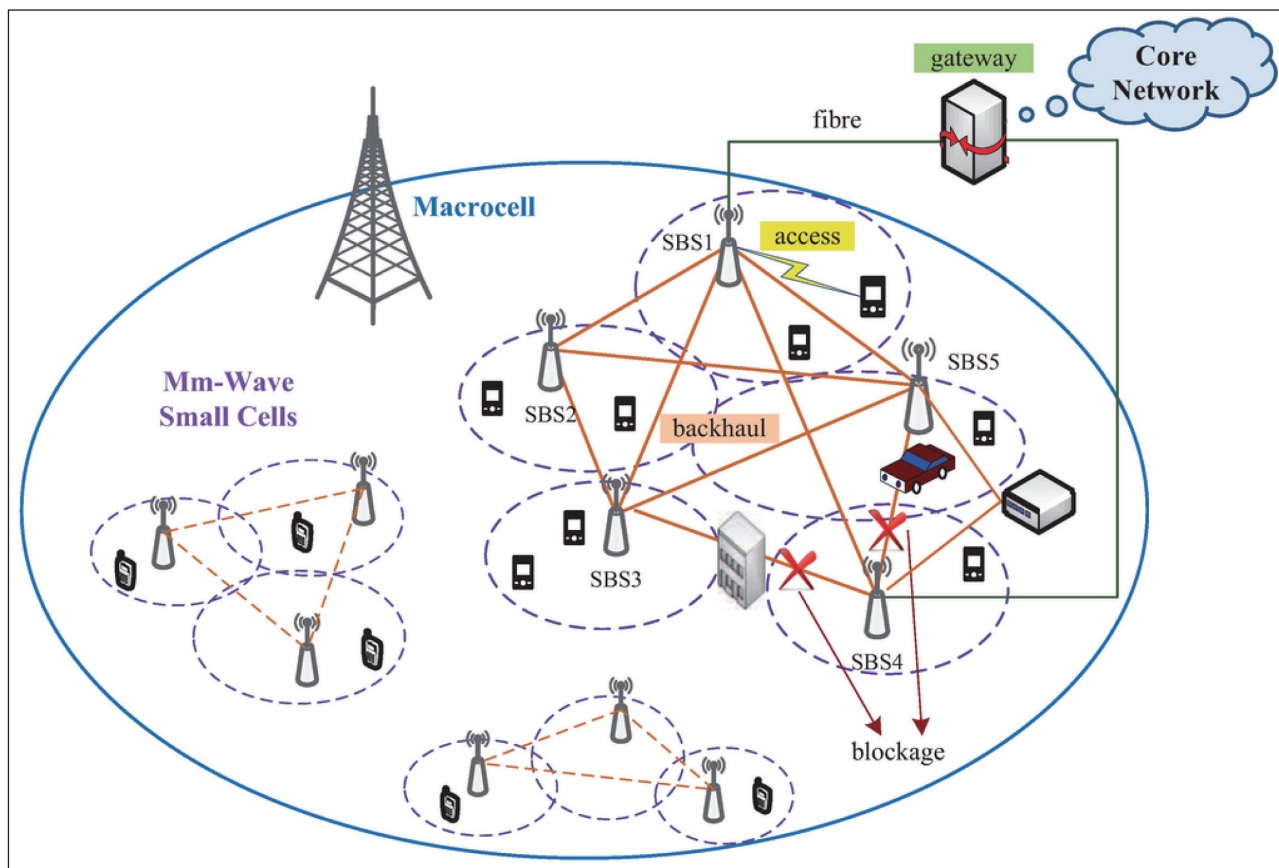 Core
Network
gateway
fibre
Macrocell
SBS1
access
SBS5
Mm-Wave
Small Cells
SBS2
backhaul
SBS3
SBS4
blockage